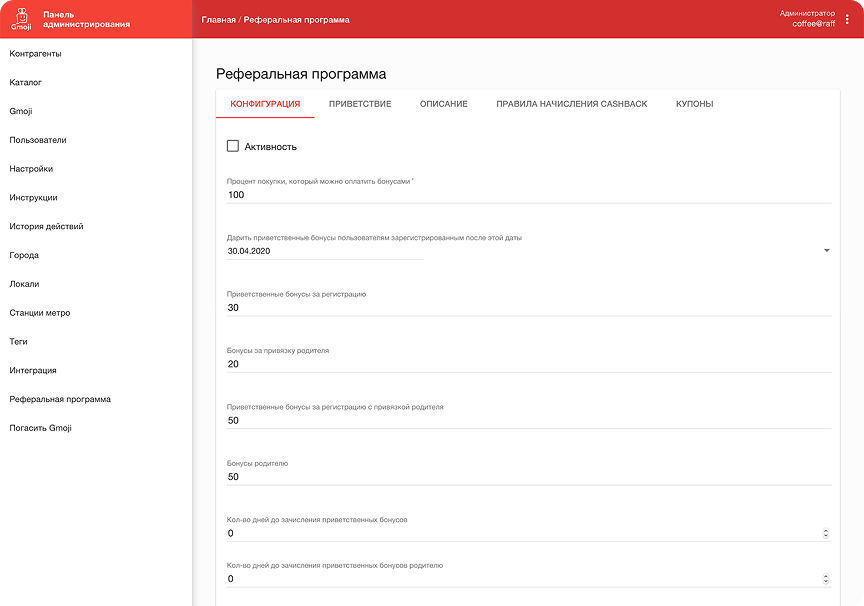 Gmoji
Панель
администрирования
Главная / Реферальная программа
Администратор
coffee@raff
Контрагенты
Каталог
Gmoji
Пользователи
Настройки
Инструкции
История действий
Города
Локали
Станции метро
Теги
Интеграция
Реферальная программа
Погасить Gmoji
Реферальная программа
КОНФИГУРАЦИЯ ПРИВЕТСТВИЕ ОПИСАНИЕ ПРАВИЛА НАЧИСЛЕНИЯ CASHBACK КУПОНЫ
Активность
Процент покупки, который можно оплатить бонусами *
100
Дарить приветственные бонусы пользователям зарегистрированным после этой даты
30.04.2020
Приветственные бонусы за регистрацию
30
Бонусы за привязку родителя
20
Приветственные бонусы за регистрацию с привязкой родителя
50
Бонусы родителю
50
Кол-во дней до зачисления приветственных бонусов
0
Кол-во дней до зачисления приветственных бонусов родителю
0